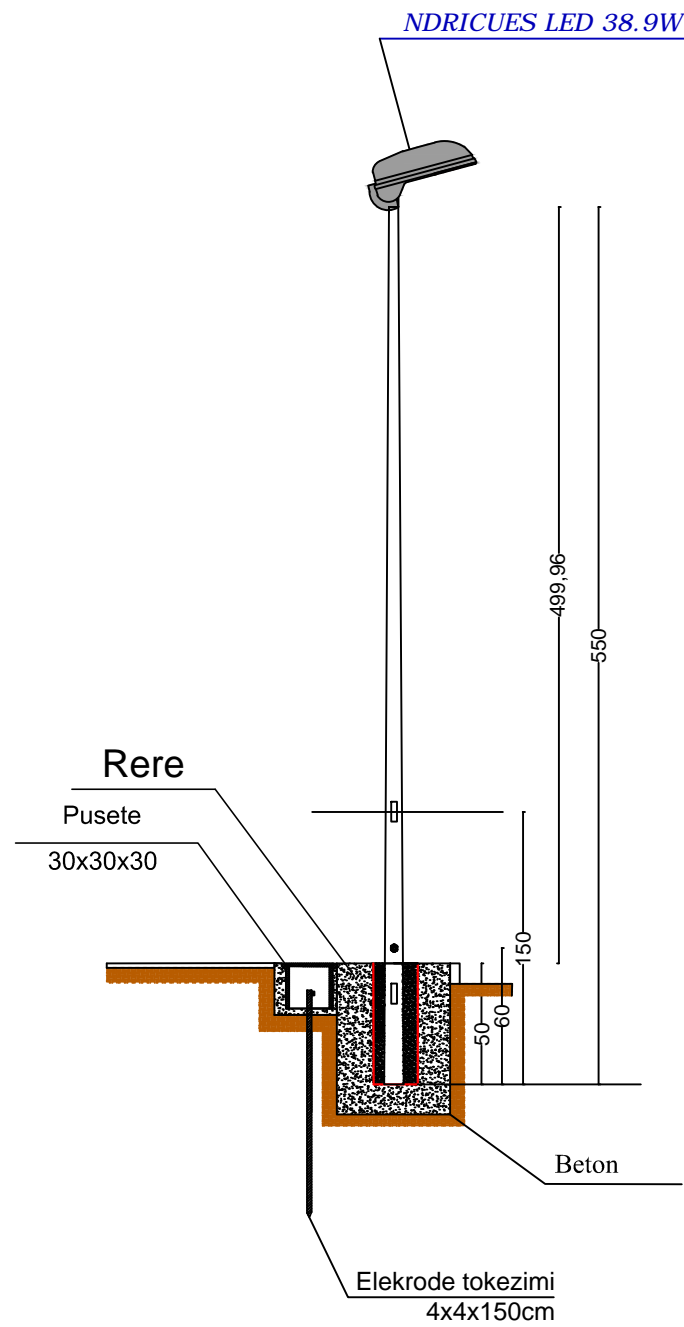 NDRICUES LED 38.9W
499,96
550
Rere
Pusete
30x30x30
150
60
50
Beton
Elekrode tokezimi
4x4x150cm